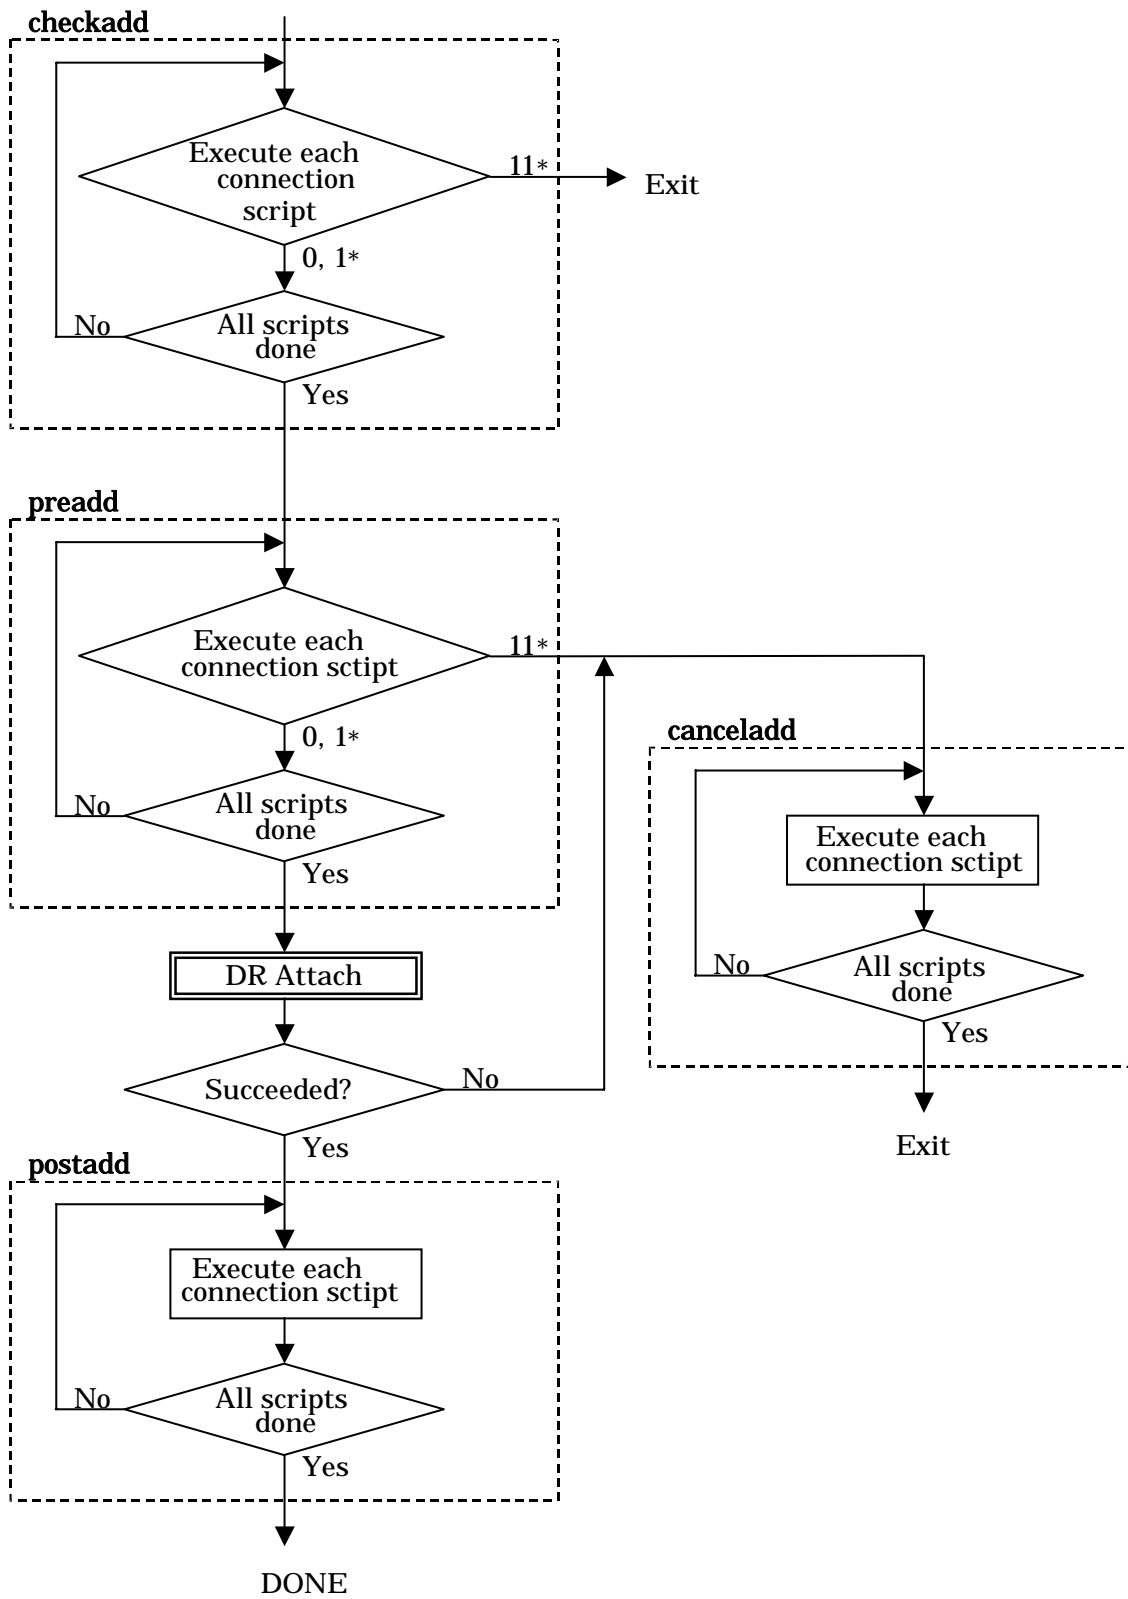 checkadd
Execute each
connection
script
11*
Exit
0, 1*
No
All scripts
done
Yes
preadd
Execute each
connection sctipt
11*
0, 1*
No
All scripts
done
Yes
canceladd
Execute each
connection sctipt
No
All scripts
done
Yes
Exit
DR Attach
Succeeded?
No
Yes
postadd
Execute each
connection sctipt
No
All scripts
done
Yes
DONE